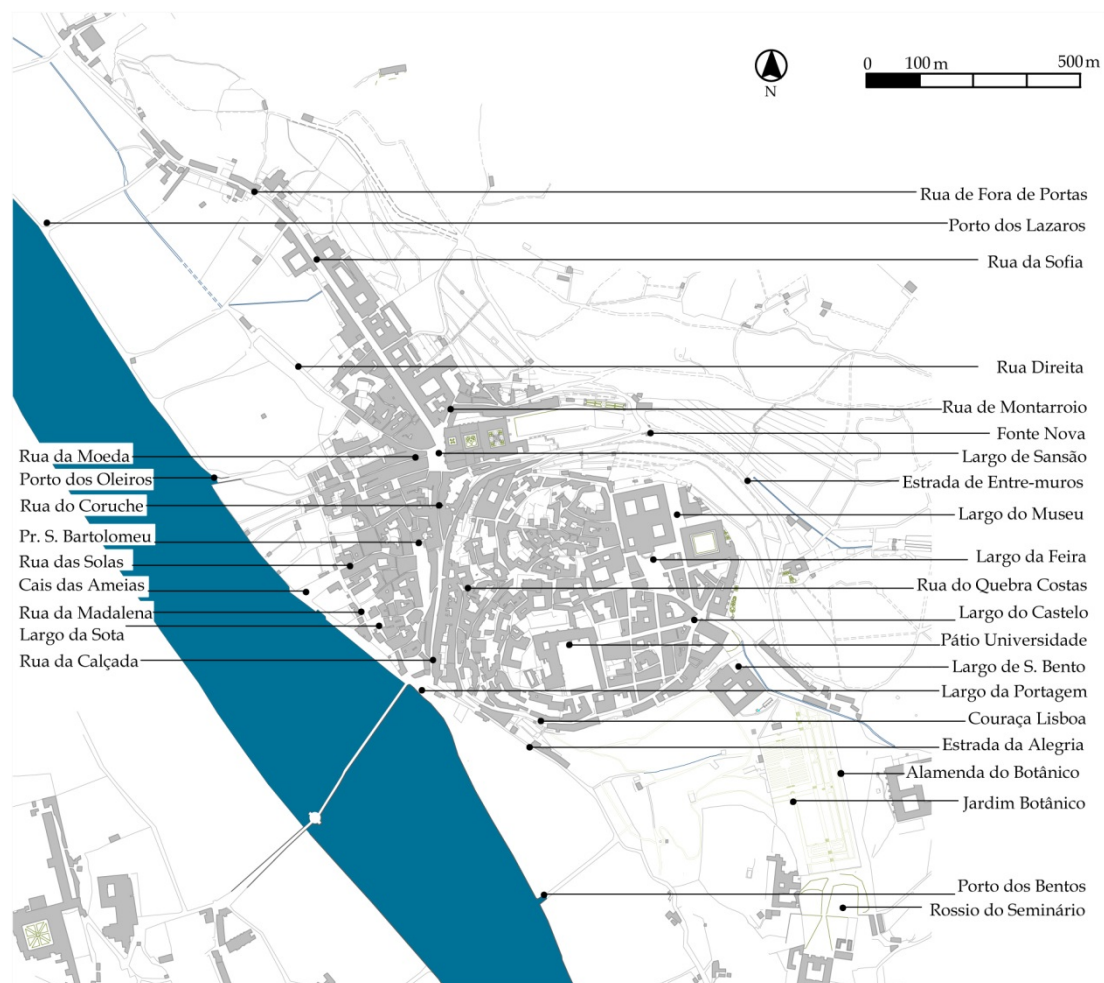 0 100 m 500 m
N
Rua de Fora de Portas
Porto dos Lazaros
Rua da Sofia
Rua Direita
Rua de Montarroio
Fonte Nova
Largo de Sansão
Estrada de Entre-muros
Largo do Museu
Largo da Feira
Rua do Quebra Costas
Largo do Castelo
Pátio Universidade
Largo de S. Bento
Largo da Portagem
Couraça Lisboa
Estrada da Alegria
Alamenda do Botânico
Jardim Botânico
Porto dos Bentos
Rossio do Seminário
Rua da Moeda
Porto dos Oleiros
Rua do Coruche
Pr. S. Bartolomeu
Rua das Solas
Cais das Ameias
Rua da Madalena
Largo da Sota
Rua da Calçada